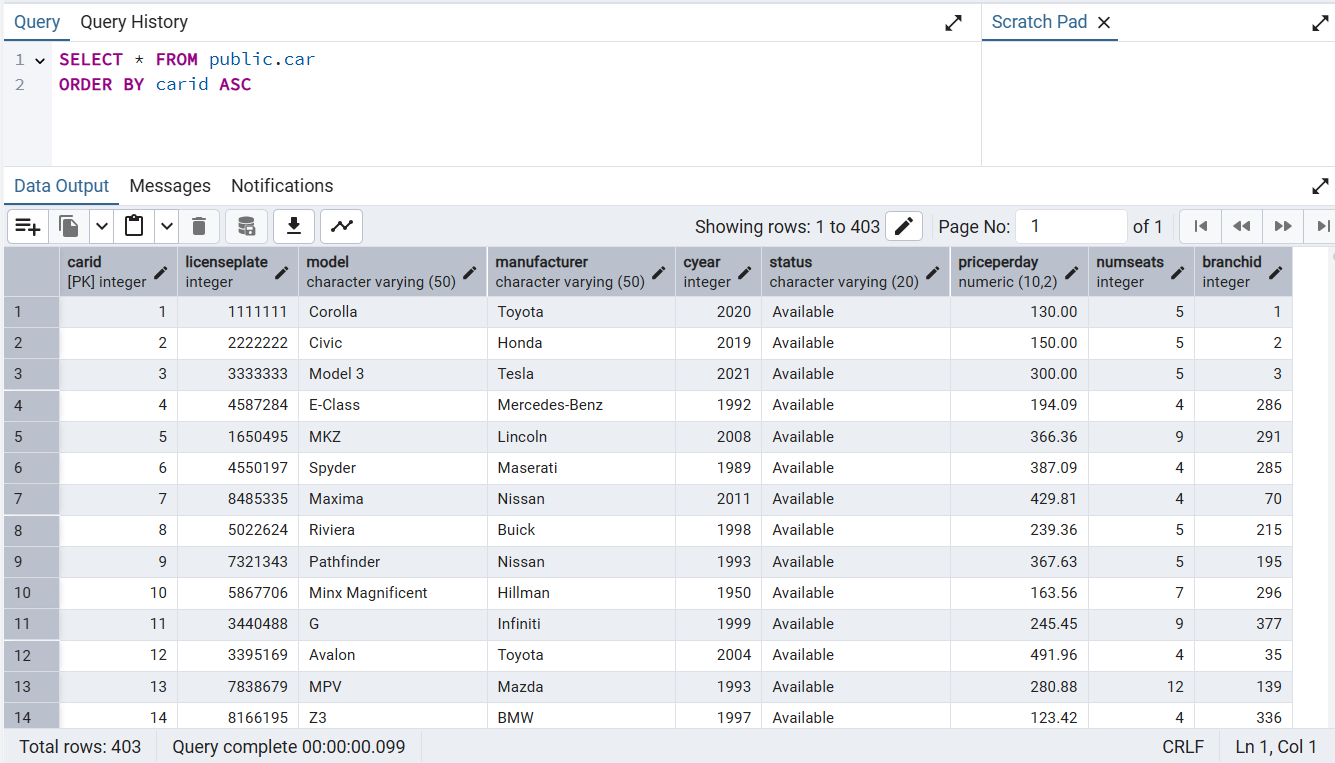 Query Query History Scratch Pad
1 SELECT * FROM public.car
2 ORDER BY carid ASC
Data Output Messages Notifications
Showing rows: 1 to 403 Page No: 1 of 1
carid licenseplate model manufacturer cyear status priceperday numseats branchid
[PK] integer integer character varying (50) character varying (50) integer character varying (20) numeric (10,2) integer integer
1 1 1111111 Corolla Toyota 2020 Available 130.00 5 1
2 2 2222222 Civic Honda 2019 Available 150.00 5 2
3 3 3333333 Model 3 Tesla 2021 Available 300.00 5 3
4 4 4587284 E-Class Mercedes-Benz 1992 Available 194.09 4 286
5 5 1650495 MKZ Lincoln 2008 Available 366.36 9 291
6 6 4550197 Spyder Maserati 1989 Available 387.09 4 285
7 7 8485335 Maxima Nissan 2011 Available 429.81 4 70
8 8 5022624 Riviera Buick 1998 Available 239.36 5 215
9 9 7321343 Pathfinder Nissan 1993 Available 367.63 5 195
10 10 5867706 Minx Magnificent Hillman 1950 Available 163.56 7 296
11 11 3440488 G Infiniti 1999 Available 245.45 9 377
12 12 3395169 Avalon Toyota 2004 Available 491.96 4 35
13 13 7838679 MPV Mazda 1993 Available 280.88 12 139
14 14 8166195 Z3 BMW 1997 Available 123.42 4 336
Total rows: 403 Query complete 00:00:00.099 CRLF Ln 1, Col 1